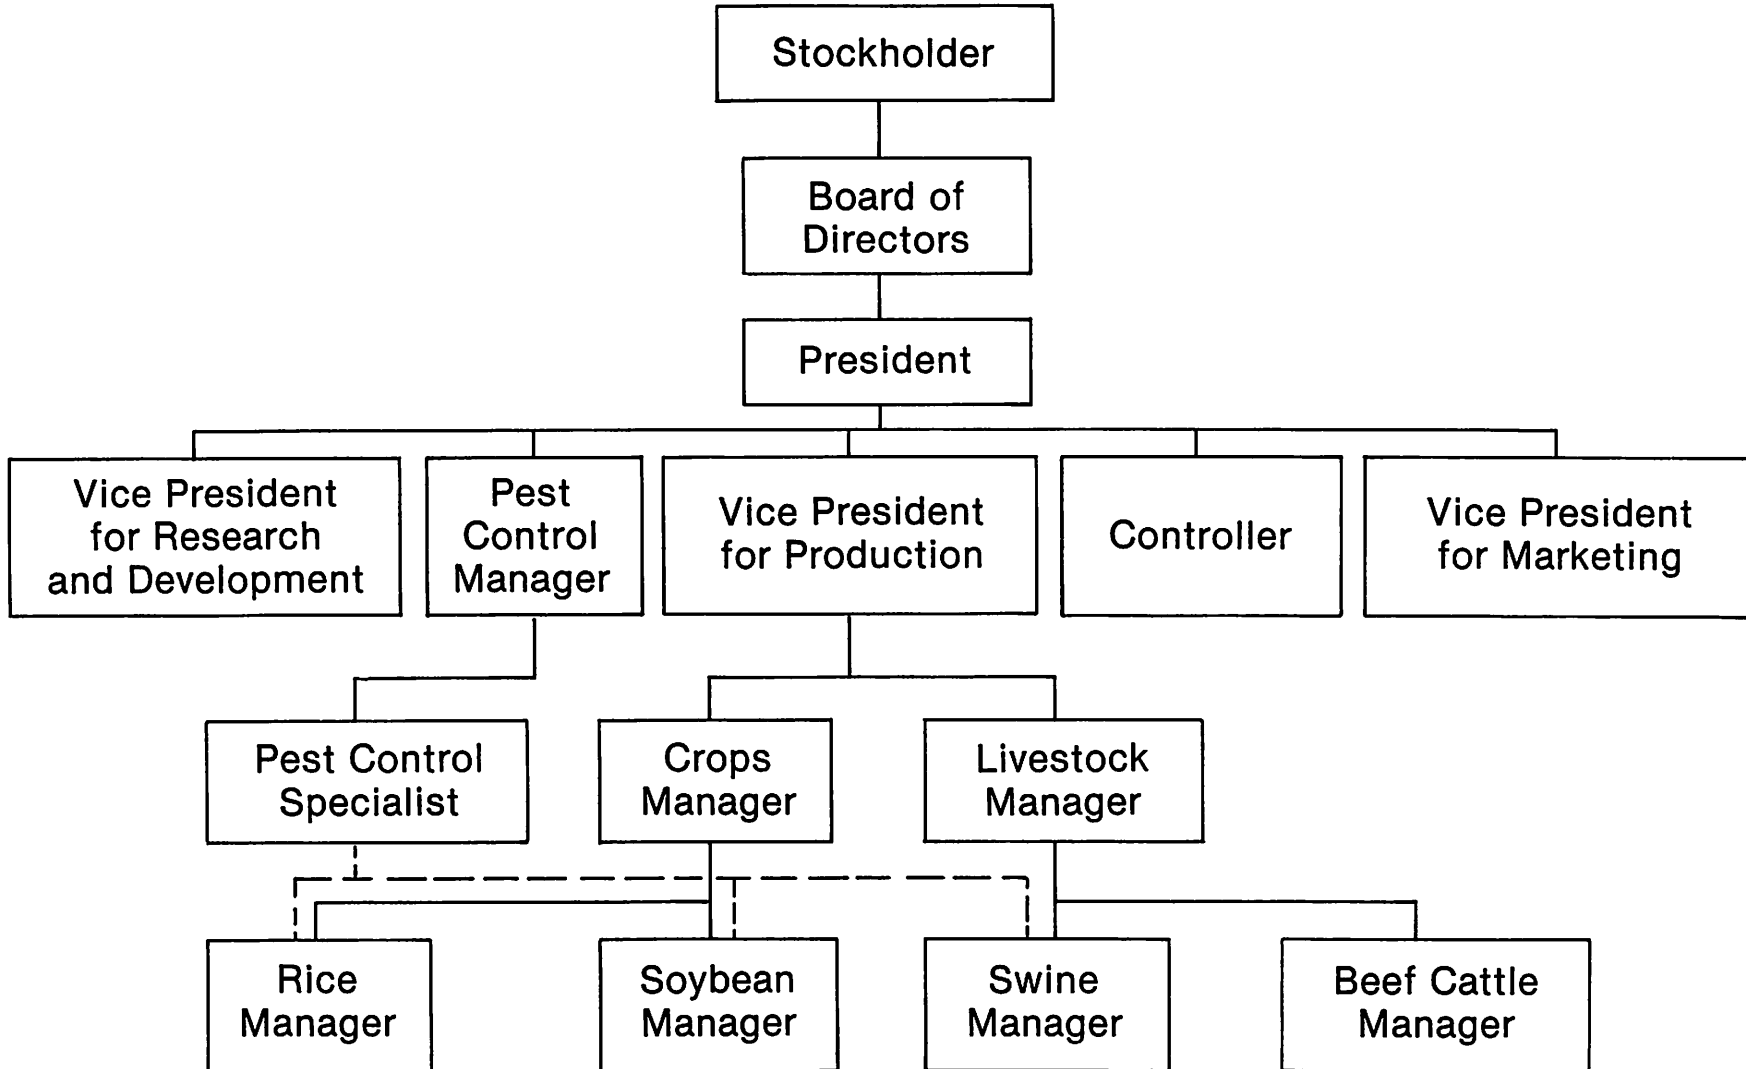 Stockholder
Board of
Directors
President
Vice President
for Research
and Development
Pest
Control
Manager
Vice President
for Production
Controller
Vice President
for Marketing
Pest Control
Specialist
Crops
Manager
Livestock
Manager
Rice
Manager
Soybean
Manager
Swine
Manager
Beef Cattle
Manager